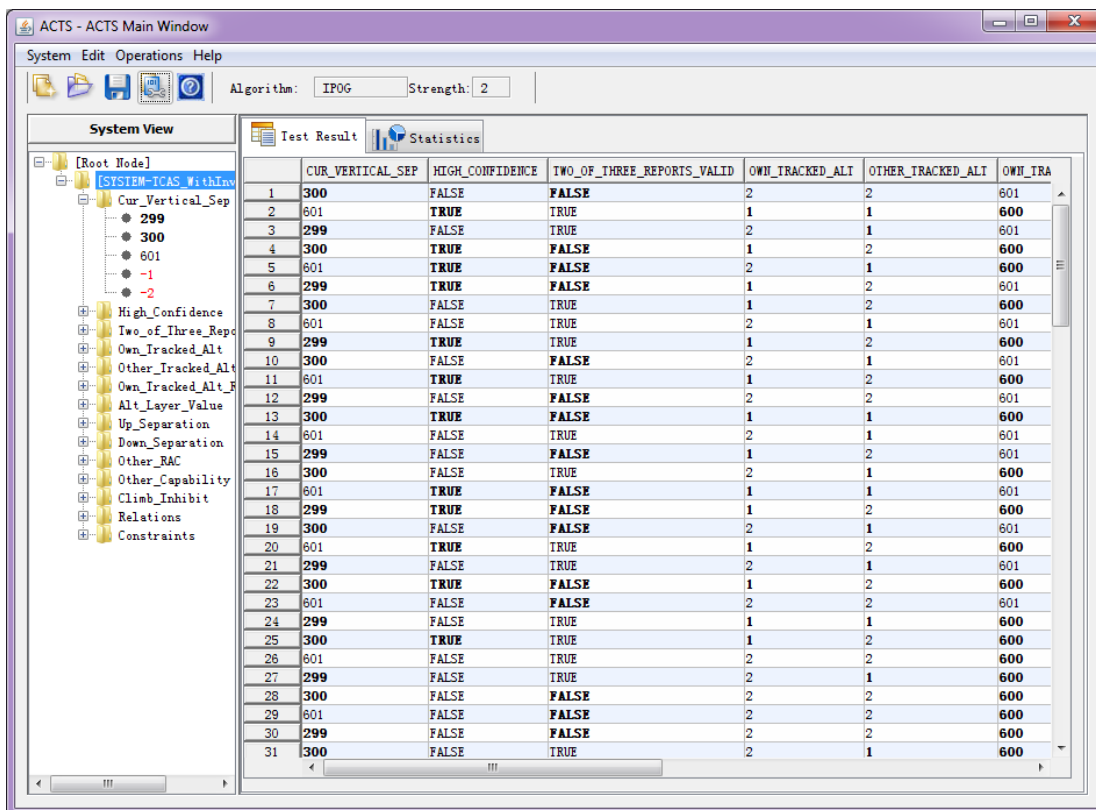 ACTS - ACTS Main Window
System Edit Operations Help
Algorithm: IPOG Strength: 2
System View
Test Result Statistics
[Root Node]
[SYSTEM-TCAS_WithInv
Cur_Vertical_Sep
299
300
601
-1
-2
High_Confidence
Two_of_Three_Repo
Own_Tracked_Alt
Other_Tracked_Alt
Own_Tracked_Alt_R
Alt_Layer_Value
Up_Separation
Down_Separation
Other_RAC
Other_Capability
Climb_Inhibit
Relations
Constraints
CUR_VERTICAL_SEP HIGH_CONFIDENCE TWO_OF_THREE_REPORTS_VALID OWN_TRACKED_ALT OTHER_TRACKED_ALT OWN_TRA
1 300 FALSE FALSE 2 2 601
2 601 TRUE TRUE 1 1 600
3 299 FALSE TRUE 2 1 601
4 300 TRUE FALSE 1 2 600
5 601 TRUE FALSE 2 1 600
6 299 TRUE FALSE 1 2 601
7 300 FALSE TRUE 1 2 600
8 601 FALSE TRUE 2 1 601
9 299 TRUE TRUE 1 2 600
10 300 FALSE FALSE 2 1 601
11 601 TRUE TRUE 1 2 600
12 299 FALSE FALSE 2 2 601
13 300 TRUE FALSE 1 1 600
14 601 FALSE TRUE 2 1 601
15 299 FALSE FALSE 1 2 601
16 300 FALSE TRUE 2 1 600
17 601 TRUE FALSE 1 1 601
18 299 TRUE FALSE 1 2 600
19 300 FALSE FALSE 2 1 601
20 601 TRUE TRUE 1 2 600
21 299 FALSE TRUE 2 1 601
22 300 TRUE FALSE 1 2 600
23 601 FALSE FALSE 2 2 601
24 299 FALSE TRUE 1 1 600
25 300 TRUE TRUE 1 2 600
26 601 FALSE TRUE 2 2 600
27 299 FALSE TRUE 2 1 600
28 300 FALSE FALSE 2 2 600
29 601 FALSE FALSE 2 2 600
30 299 FALSE FALSE 2 2 600
31 300 FALSE TRUE 2 1 600